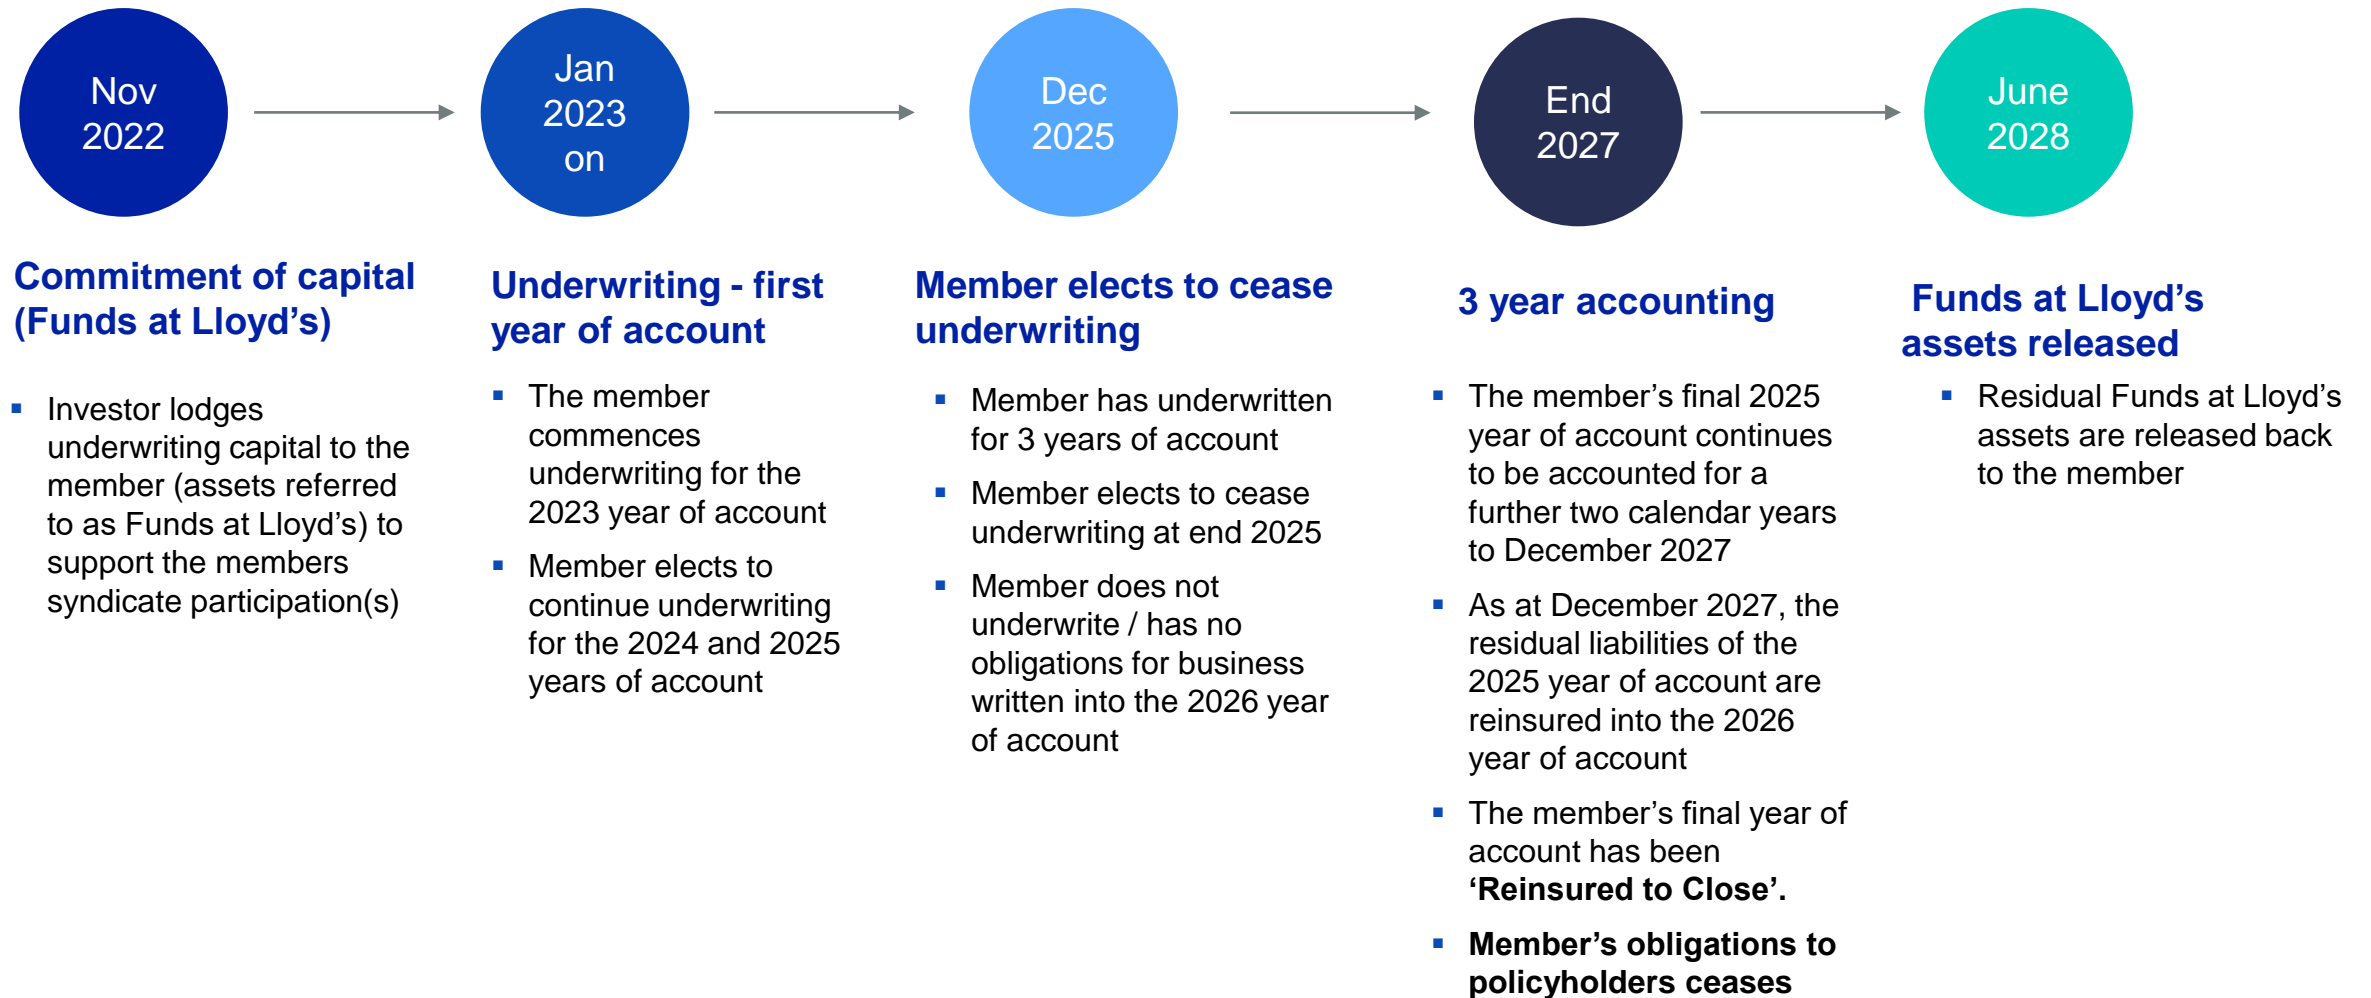 Nov
2022
Jan
2023
on
Dec
2025
End
2027
June
2028
Commitment of capital
(Funds at Lloyd’s)
▪ Investor lodges
underwriting capital to the
member (assets referred
to as Funds at Lloyd’s) to
support the members
syndicate participation(s)
Underwriting - first
year of account
▪ The member
commences
underwriting for the
2023 year of account
▪ Member elects to
continue underwriting
for the 2024 and 2025
years of account
Member elects to cease
underwriting
▪ Member has underwritten
for 3 years of account
▪ Member elects to cease
underwriting at end 2025
▪ Member does not
underwrite / has no
obligations for business
written into the 2026 year
of account
3 year accounting
▪ The member’s final 2025
year of account continues
to be accounted for a
further two calendar years
to December 2027
▪ As at December 2027, the
residual liabilities of the
2025 year of account are
reinsured into the 2026
year of account
▪ The member’s final year of
account has been
‘Reinsured to Close’.
▪ Member’s obligations to
policyholders ceases
Funds at Lloyd’s
assets released
▪ Residual Funds at Lloyd’s
assets are released back
to the member